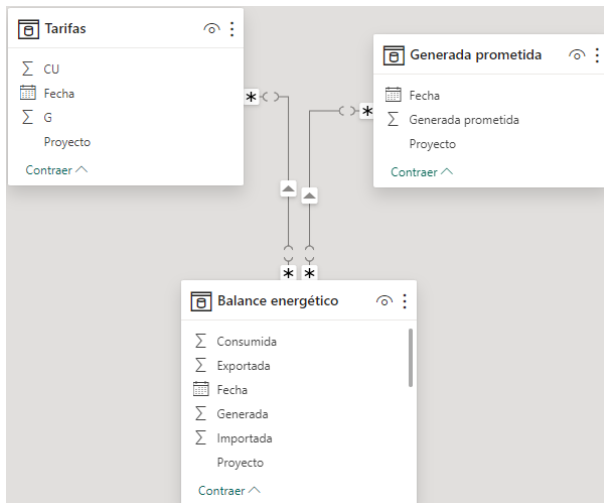 Tarifas
CU
Fecha
G
Proyecto
Contraer
Generada prometida
Fecha
Generada prometida
Proyecto
Contraer
Balance energético
Consumida
Exportada
Fecha
Generada
Importada
Proyecto
Contraer